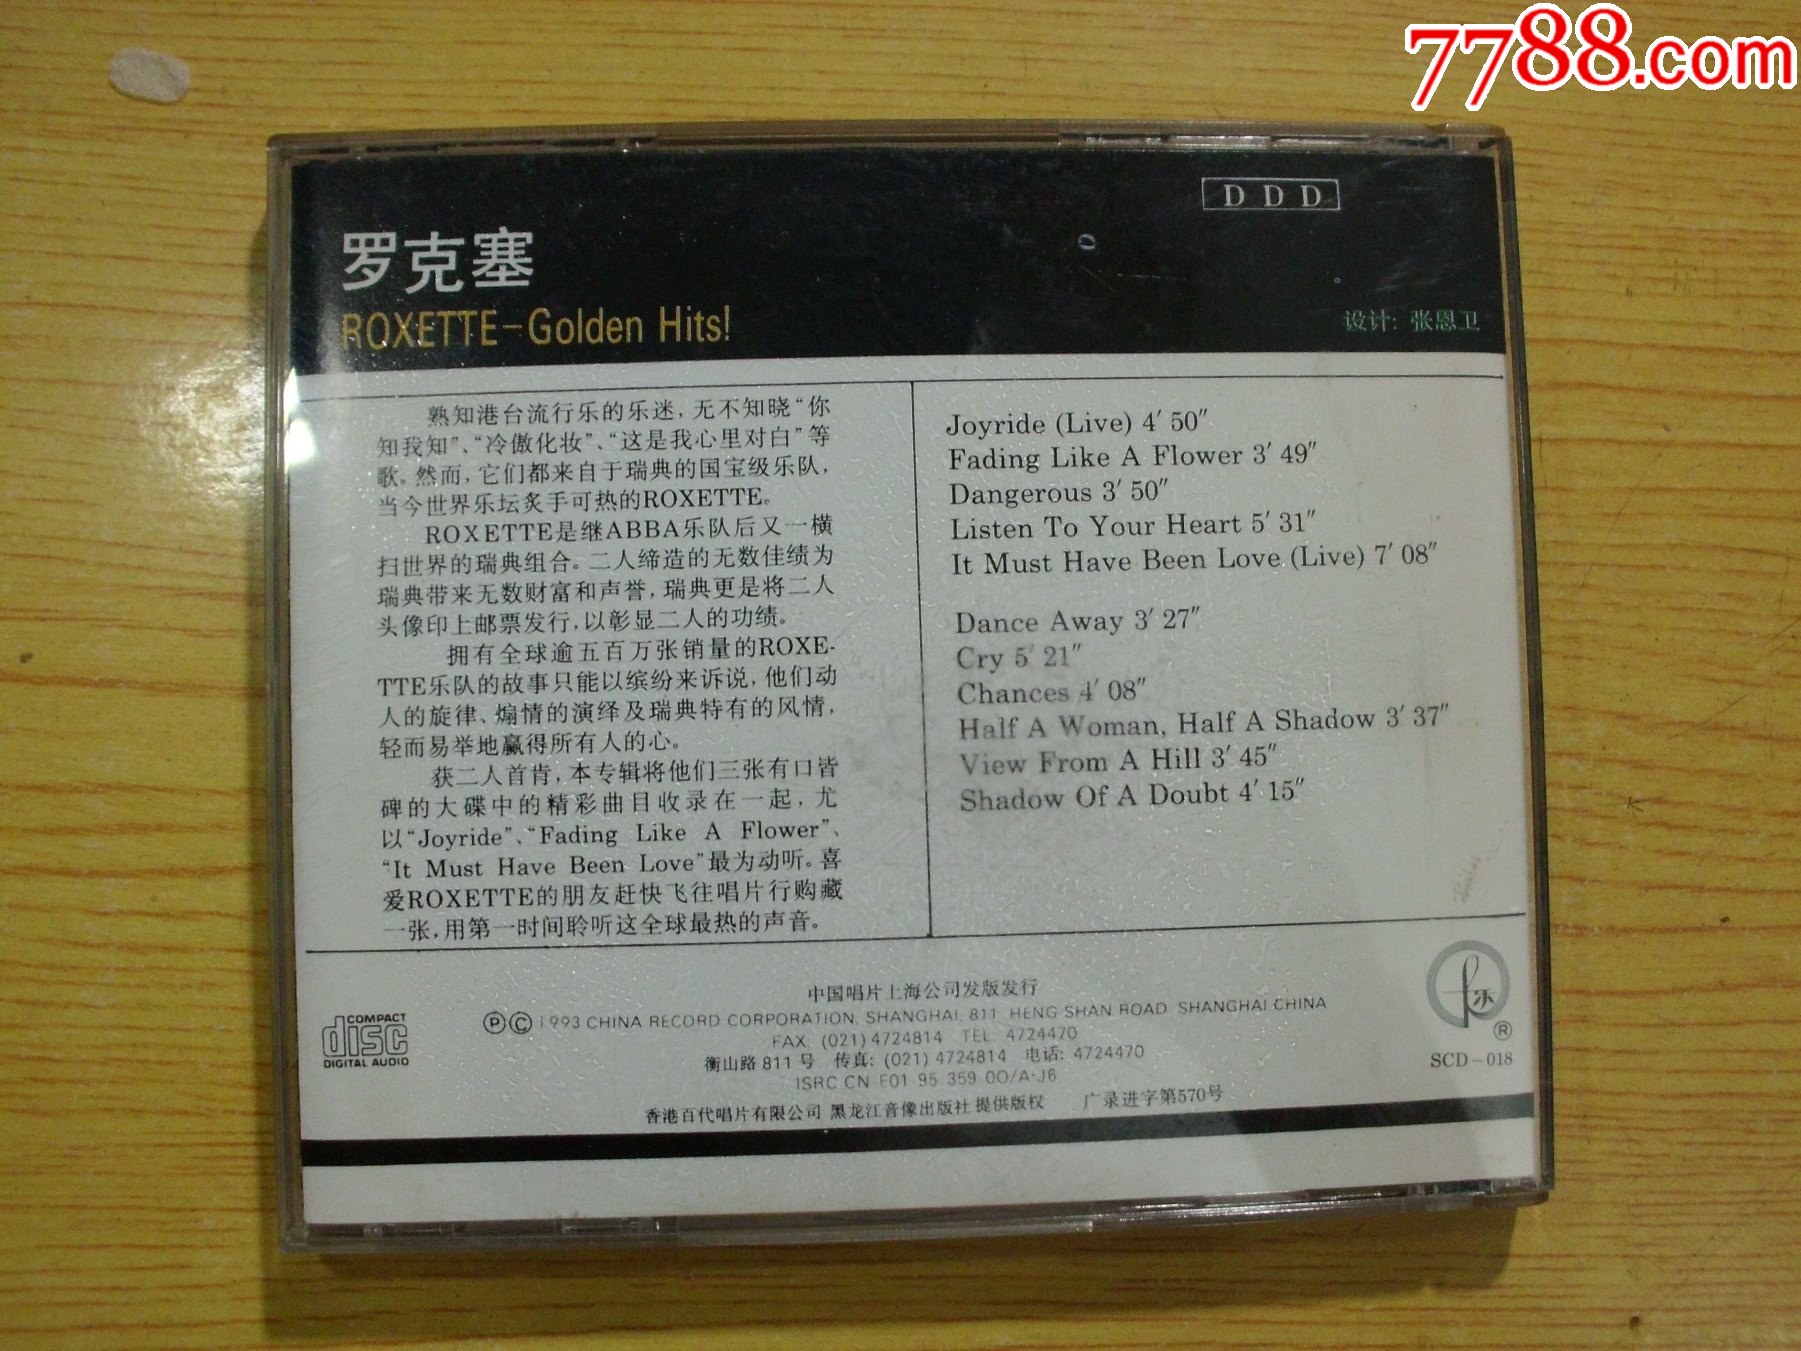 7788.com
D D D
罗克塞
ROXETTE-Golden Hits!
设计: 张恩卫
熟知港台流行乐的乐迷，无不知晓“你
知我知”、“冷傲化妆”、“这是我心里对白”等
歌。然而，它们都来自于瑞典的国宝级乐队，
当今世界乐坛炙手可热的ROXETTE。
ROXETTE是继ABBA乐队后又一横
扫世界的瑞典组合。二人缔造的无数佳绩为
瑞典带来无数财富和声誉，瑞典更是将二人
头像印上邮票发行，以彰显二人的功绩。
拥有全球逾五百万张销量的ROXE-
TTE乐队的故事只能以缤纷来诉说，他们动
人的旋律、煽情的演绎及瑞典特有的风情，
轻而易举地赢得所有人的心。
获二人首肯，本专辑将他们三张有口皆
碑的大碟中的精彩曲目收录在一起，尤
以“Joyride”、“Fading Like A Flower”、
“It Must Have Been Love”最为动听。喜
爱ROXETTE的朋友赶快飞往唱片行购藏
一张，用第一时间聆听这全球最热的声音。
Joyride (Live) 4′ 50″
Fading Like A Flower 3′ 49″
Dangerous 3′ 50″
Listen To Your Heart 5′ 31″
It Must Have Been Love (Live) 7′ 08″
Dance Away 3′ 27″
Cry 5′ 21″
Chances 4′ 08″
Half A Woman, Half A Shadow 3′ 37″
View From A Hill 3′ 45″
Shadow Of A Doubt 4′ 15″
COMPACT
disc
DIGITAL AUDIO
中国唱片上海公司发版发行
Ⓟ Ⓒ 1993 CHINA RECORD CORPORATION, SHANGHAI, 811 HENG SHAN ROAD SHANGHAI CHINA
FAX: (021) 4724814 TEL: 4724470
衡山路 811 号 传真: (021) 4724814 电话: 4724470
ISRC CN-E01-95-359-00/A·J6
香港百代唱片有限公司 黑龙江音像出版社 提供版权 广录进字第570号
®
SCD-018